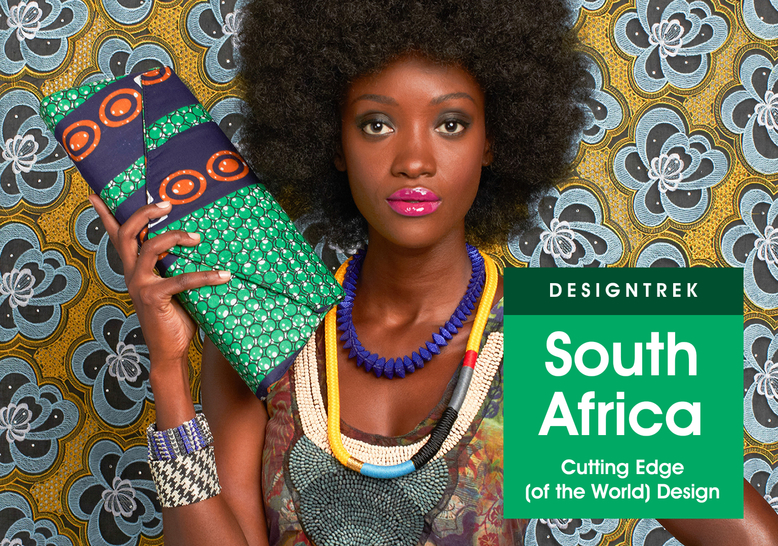 DESIGNTREK
South
Africa
Cutting Edge
(of the World) Design